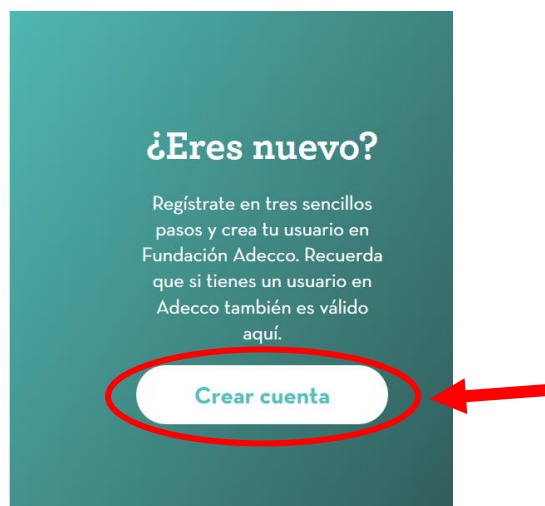 ¿Eres nuevo?
Regístrate en tres sencillos
pasos y crea tu usuario en
Fundación Adecco. Recuerda
que si tienes un usuario en
Adecco también es válido
aquí.
Crear cuenta